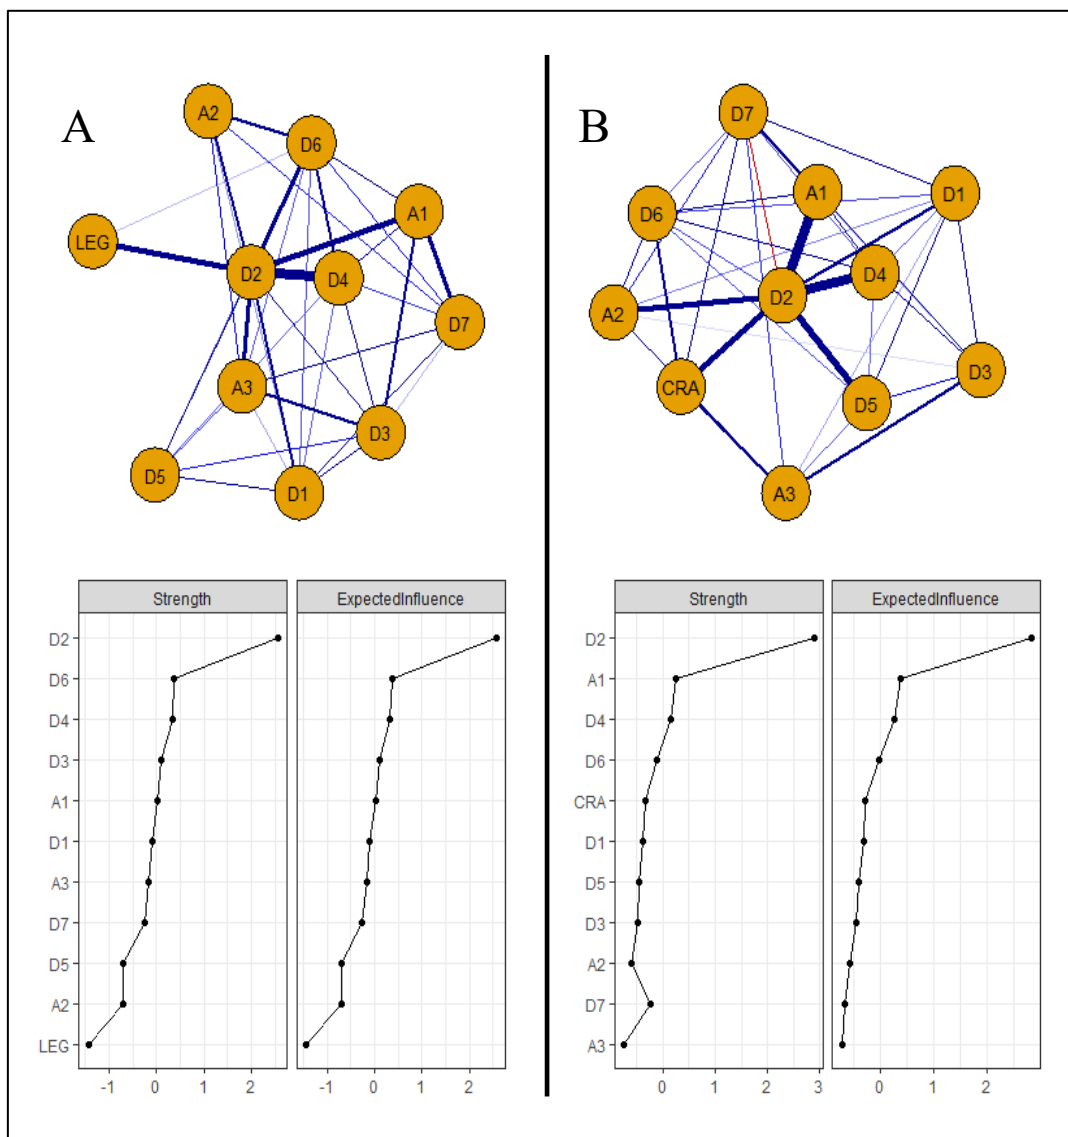 A
A2
D6
LEG
A1
D2
D4
D7
A3
D3
D5
D1
Strength
ExpectedInfluence
D2
D6
D4
D3
A1
D1
A3
D7
D5
A2
LEG
-1 0 1 2
-1 0 1 2
B
D7
A1
D1
D6
D4
D2
A2
D3
CRA
D5
A3
Strength
ExpectedInfluence
D2
A1
D4
D6
CRA
D1
D5
D3
A2
D7
A3
0 1 2 3
0 1 2